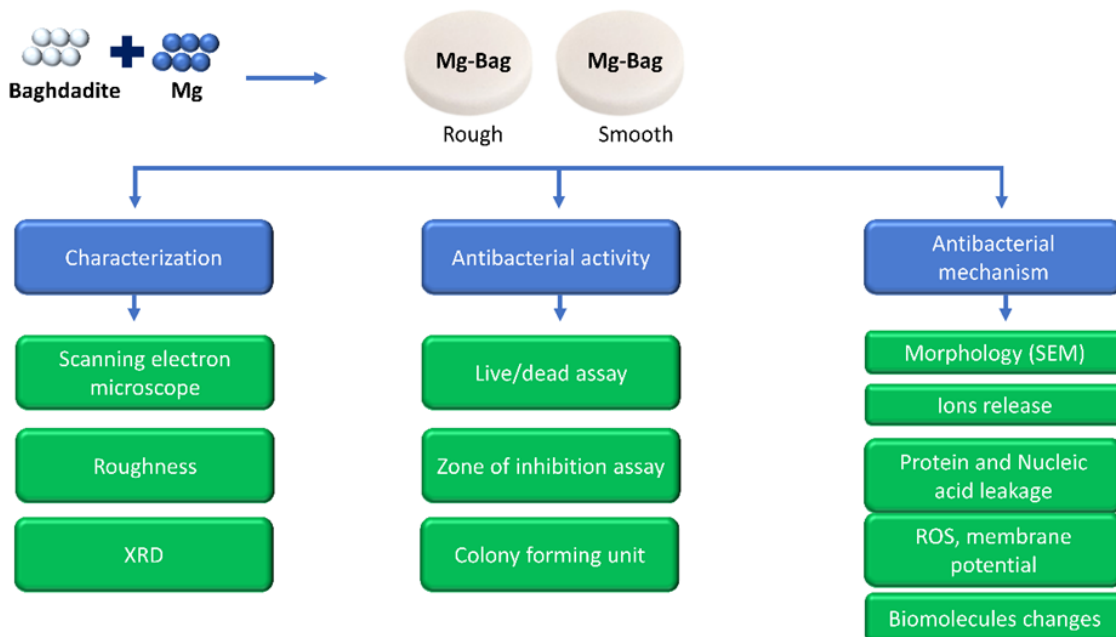 Baghdadite
Mg
Mg-Bag
Mg-Bag
Rough
Smooth
Characterization
Scanning electron
microscope
Roughness
XRD
Antibacterial activity
Live/dead assay
Zone of inhibition assay
Colony forming unit
Antibacterial
mechanism
Morphology (SEM)
Ions release
Protein and Nucleic
acid leakage
ROS, membrane
potential
Biomolecules changes